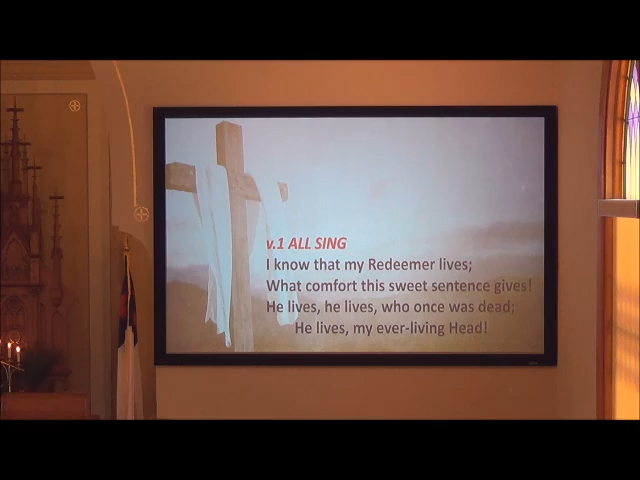 v.1 ALL SING
I know that my Redeemer lives;
What comfort this sweet sentence gives!
He lives, he lives, who once was dead;
He lives, my ever-living Head!